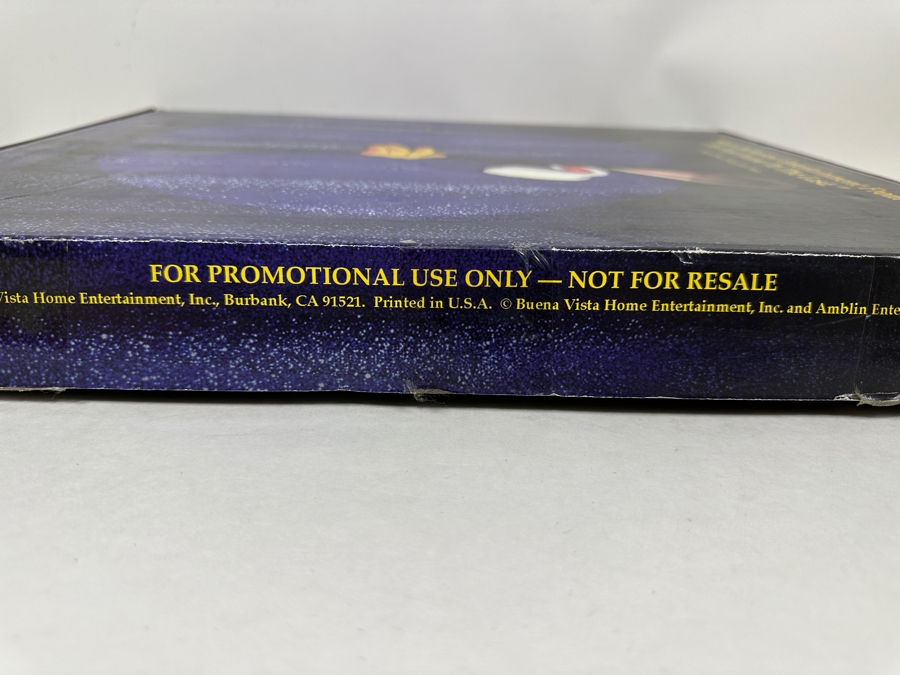 FOR PROMOTIONAL USE ONLY — NOT FOR RESALE
Vista Home Entertainment, Inc., Burbank, CA 91521. Printed in U.S.A. © Buena Vista Home Entertainment, Inc. and Amblin Ente